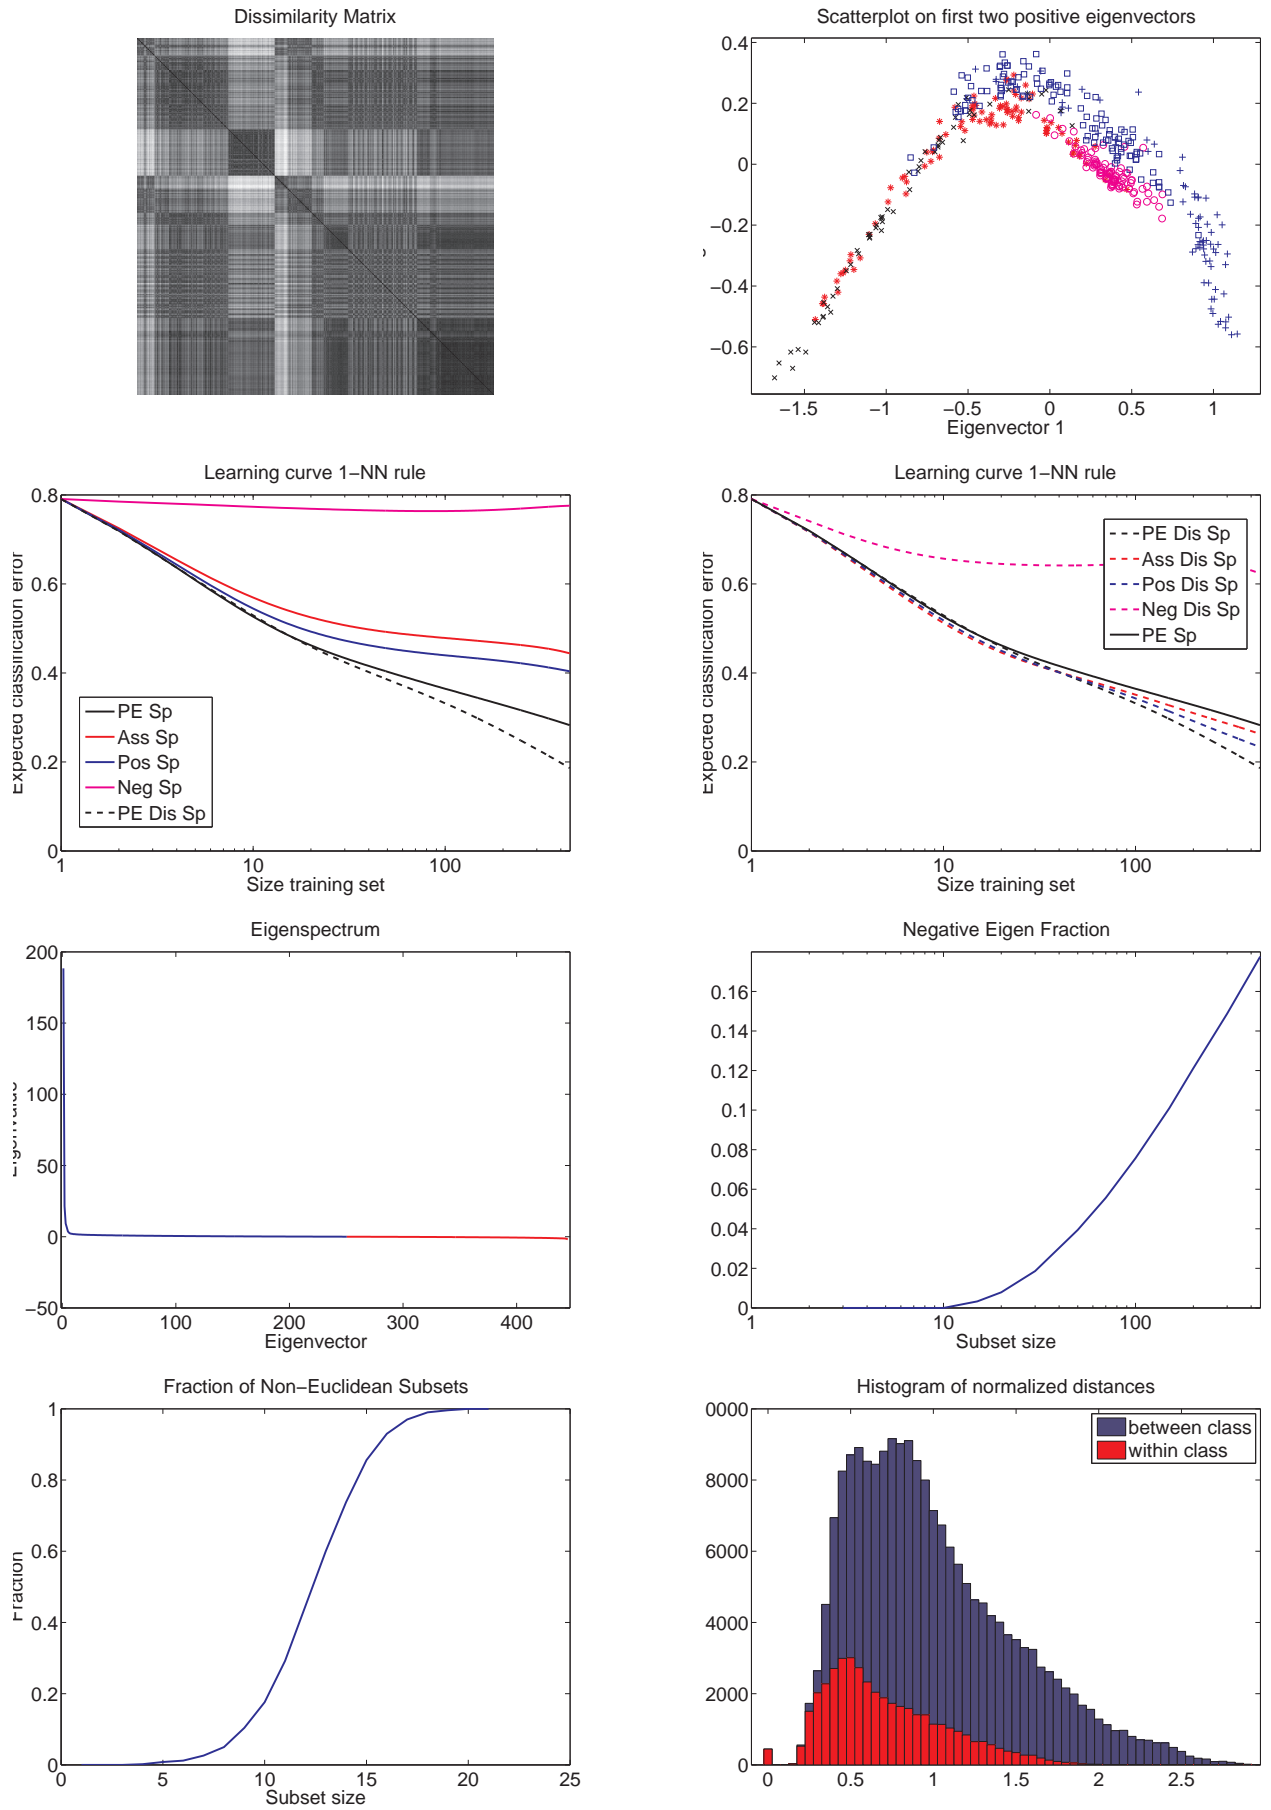 Dissimilarity Matrix
Scatterplot on first two positive eigenvectors
0.4
0.2
0
−0.2
−0.4
−0.6
−1.5 −1 −0.5 0 0.5 1
Eigenvector 1
Learning curve 1−NN rule
Expected classification error
0.8
0.6
0.4
0.2
0
PE Sp
Ass Sp
Pos Sp
Neg Sp
PE Dis Sp
1 10 100
Size training set
Learning curve 1−NN rule
Expected classification error
0.8
0.6
0.4
0.2
0
PE Dis Sp
Ass Dis Sp
Pos Dis Sp
Neg Dis Sp
PE Sp
1 10 100
Size training set
Eigenspectrum
200
150
100
50
0
−50
0 100 200 300 400
Eigenvector
Negative Eigen Fraction
0.16
0.14
0.12
0.1
0.08
0.06
0.04
0.02
0
1 10 100
Subset size
Fraction of Non−Euclidean Subsets
Fraction
1
0.8
0.6
0.4
0.2
0
0 5 10 15 20 25
Subset size
Histogram of normalized distances
0000
8000
6000
4000
2000
0
between class
within class
0 0.5 1 1.5 2 2.5